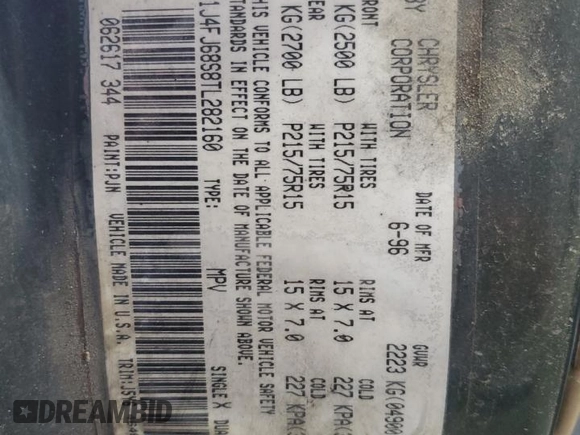 BY CHRYSLER CORPORATION
DATE OF MFR 6-96
GVWR 2223 KG
FRONT
KG(2500 LB)
WITH TIRES
P215/75R15
RIMS AT
15 X 7.0
COLD
227 KPA
REAR
KG(2700 LB)
WITH TIRES
P215/75R15
RIMS AT
15 X 7.0
COLD
227 KPA
THIS VEHICLE CONFORMS TO ALL APPLICABLE FEDERAL MOTOR VEHICLE SAFETY
STANDARDS IN EFFECT ON THE DATE OF MANUFACTURE SHOWN ABOVE.
1J4FJ68S8TL282160 TYPE: MPV SINGLE X
062617 344 PAINT:PJN VEHICLE MADE IN U.S.A.
DREAMBID